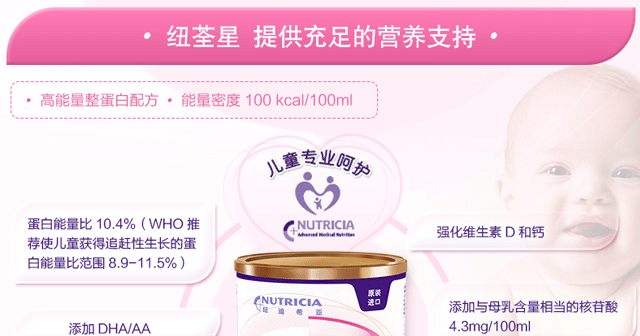 · 纽荃星 提供充足的营养支持 ·
· 高能量整蛋白配方 · 能量密度 100 kcal/100ml
儿童专业呵护
NUTRICIA
Advanced Medical Nutrition
蛋白能量比 10.4%（WHO 推
荐使儿童获得追赶性生长的蛋
白能量比范围 8.9-11.5%）
强化维生素 D 和钙
原装
进口
NUTRICIA
纽迪希亚
添加 DHA/AA
添加与母乳含量相当的核苷酸
4.3mg/100ml